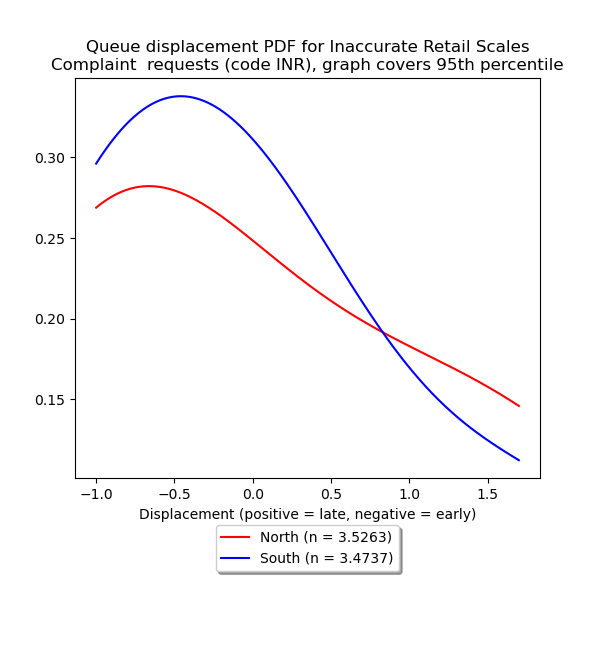 Queue displacement PDF for Inaccurate Retail Scales
Complaint  requests (code INR), graph covers 95th percentile
0.30
0.25
0.20
0.15
−1.0 −0.5 0.0 0.5 1.0 1.5
Displacement (positive = late, negative = early)
North (n = 3.5263)
South (n = 3.4737)